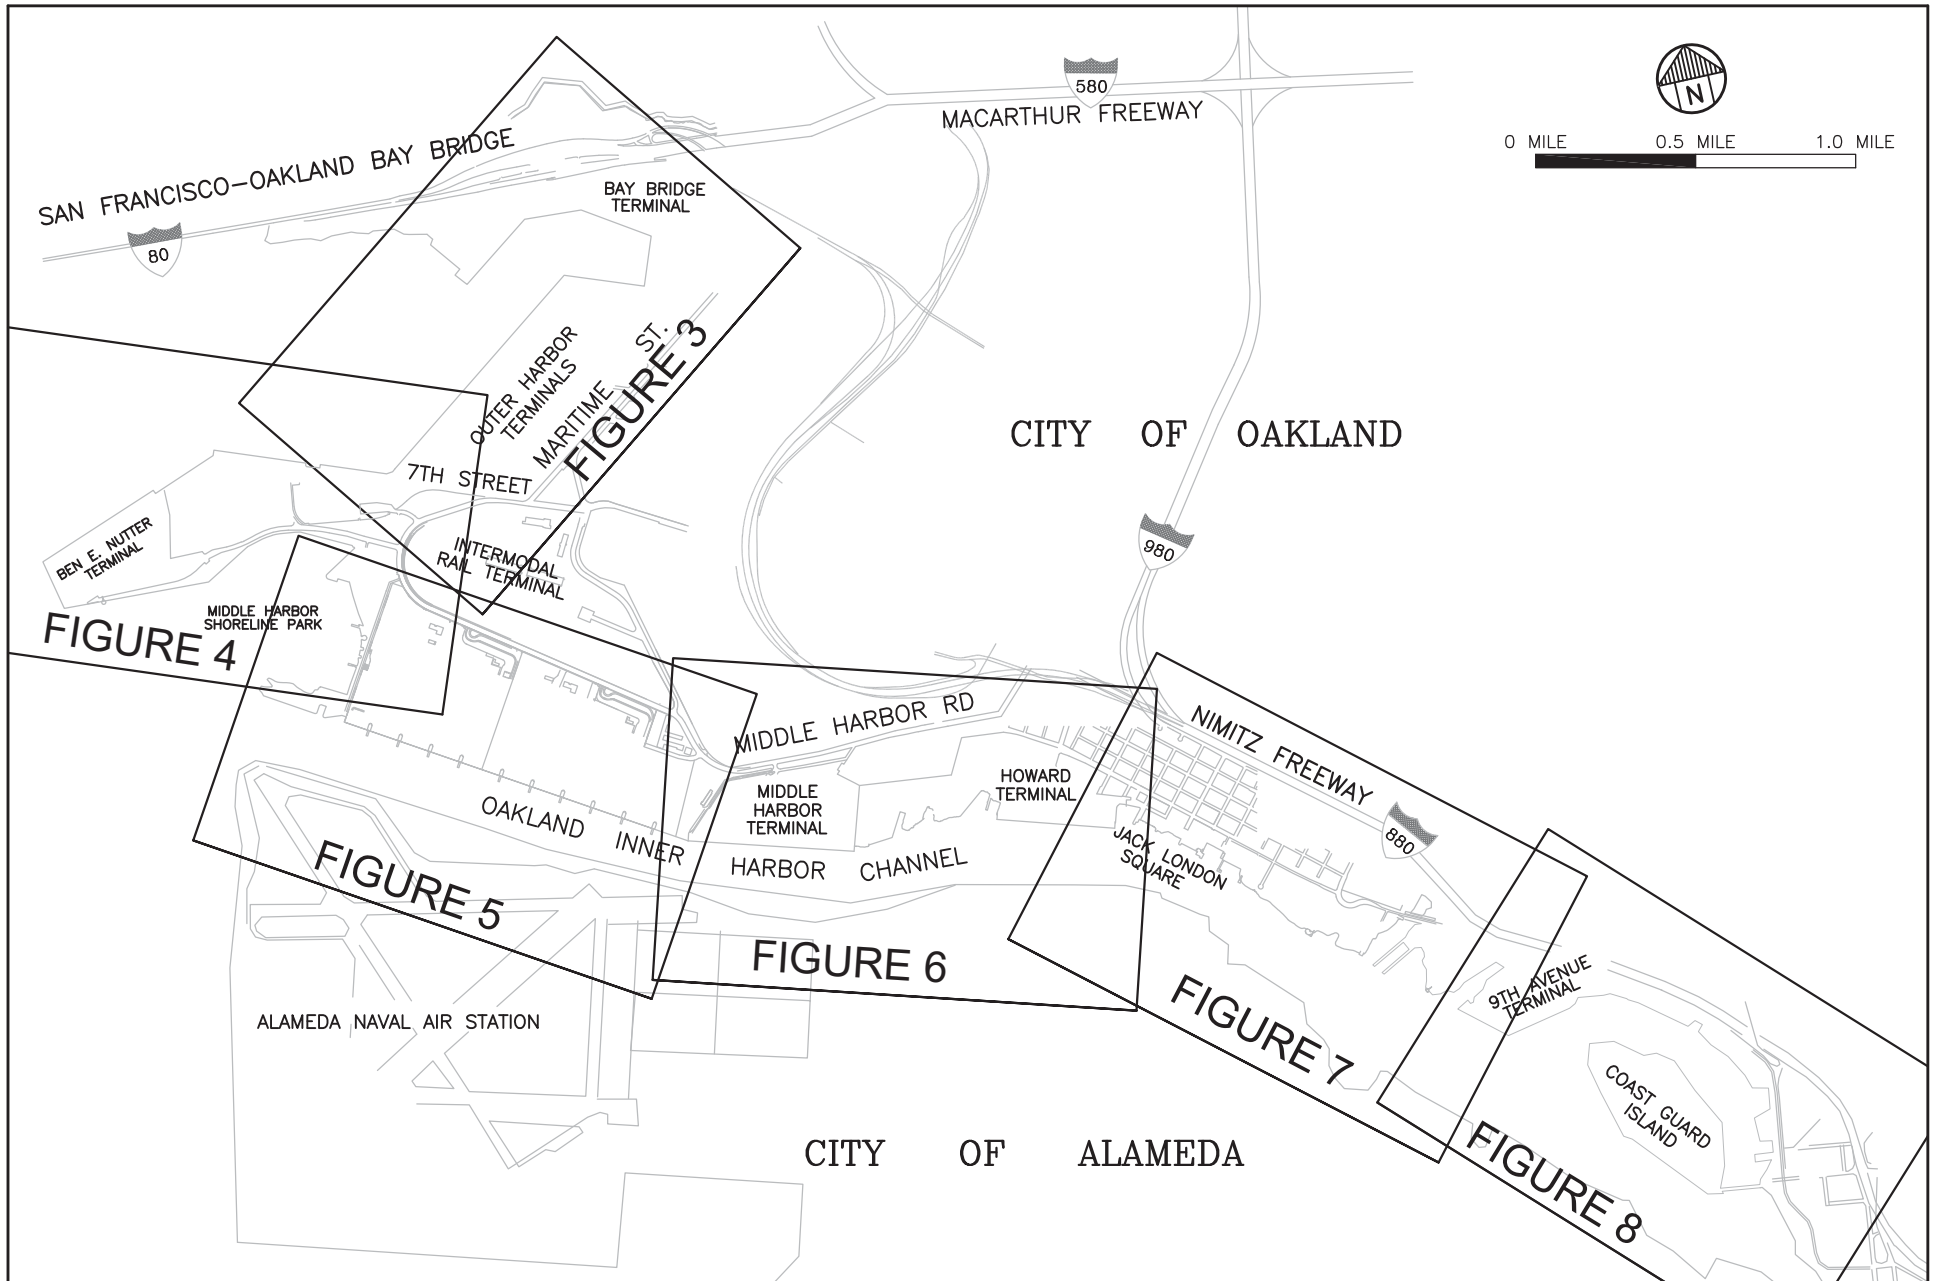 580
MACARTHUR FREEWAY
N
0 MILE 0.5 MILE 1.0 MILE
SAN FRANCISCO-OAKLAND BAY BRIDGE
80
BAY BRIDGE
TERMINAL
OUTER HARBOR
TERMINALS
MARITIME ST.
FIGURE 3
CITY OF OAKLAND
7TH STREET
980
BEN E. NUTTER
TERMINAL
INTERMODAL
RAIL TERMINAL
MIDDLE HARBOR
SHORELINE PARK
FIGURE 4
MIDDLE HARBOR RD
NIMITZ FREEWAY
880
HOWARD
TERMINAL
MIDDLE
HARBOR
TERMINAL
OAKLAND INNER HARBOR CHANNEL
JACK LONDON
SQUARE
FIGURE 5
FIGURE 6
FIGURE 7
9TH AVENUE
TERMINAL
ALAMEDA NAVAL AIR STATION
COAST GUARD
ISLAND
CITY OF ALAMEDA
FIGURE 8